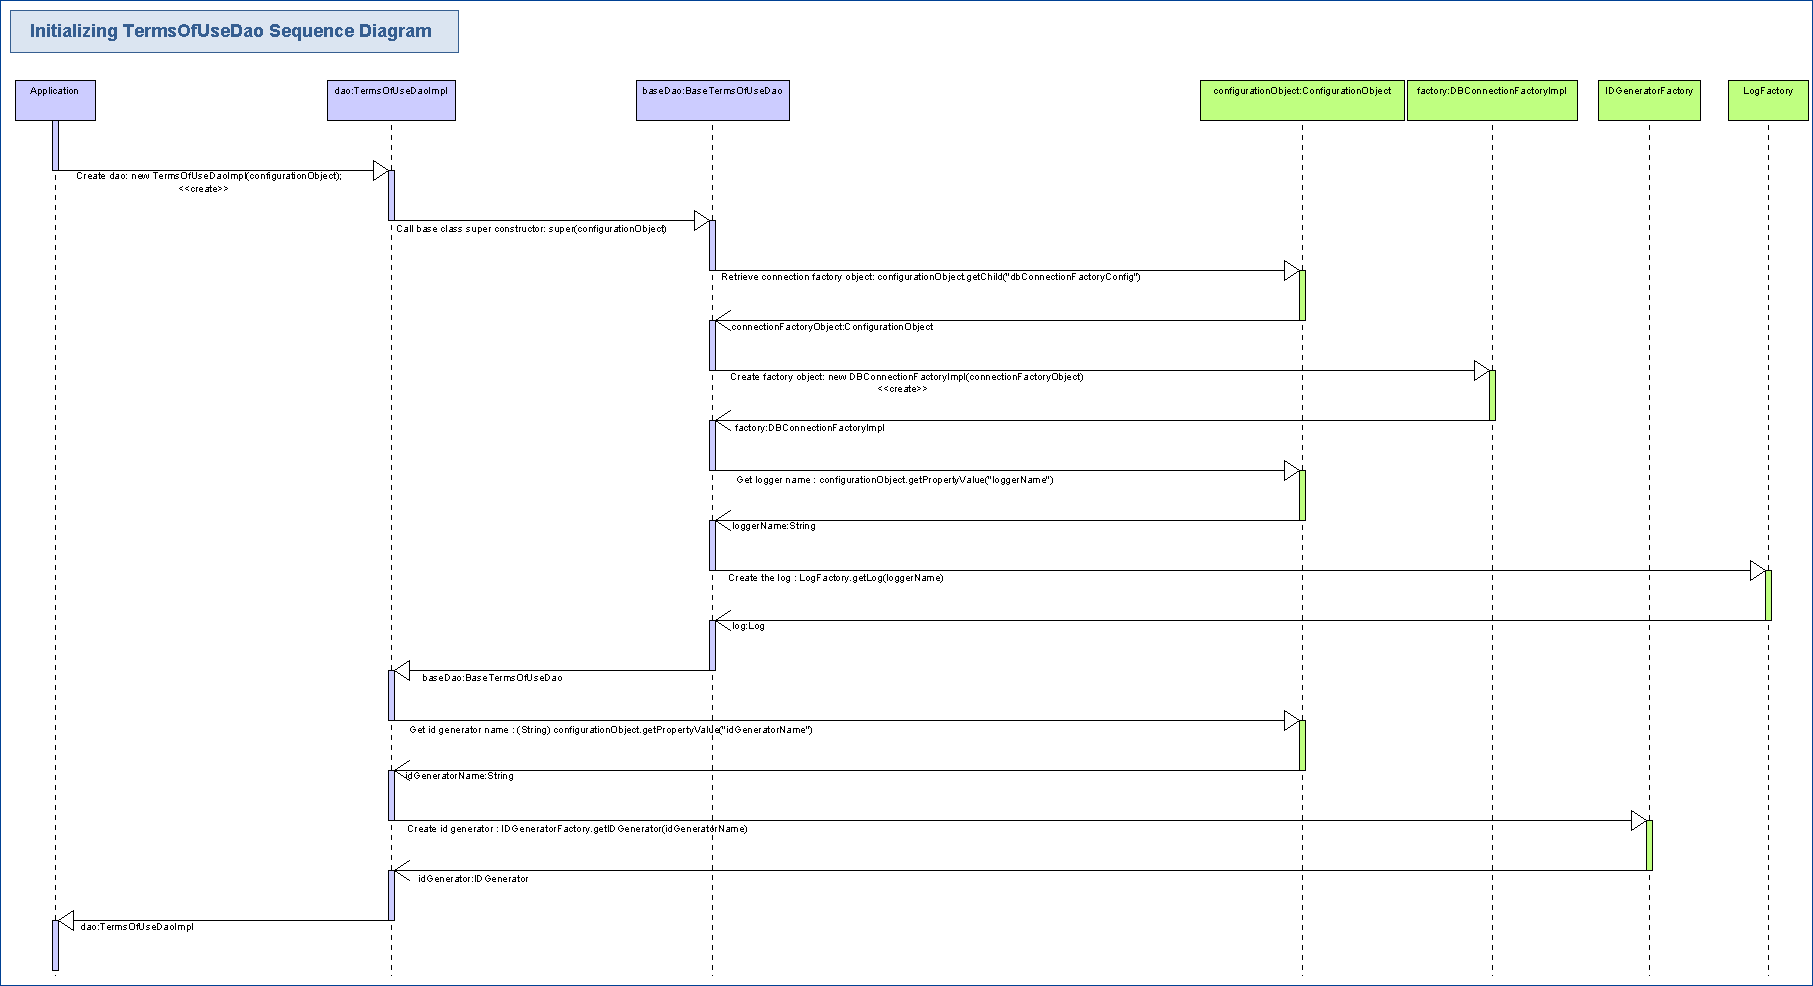 Initializing TermsOfUseDao Sequence Diagram
Application
dao:TermsOfUseDaoImpl
baseDao:BaseTermsOfUseDao
configurationObject:ConfigurationObject
factory:DBConnectionFactoryImpl
IDGeneratorFactory
LogFactory
Create dao: new TermsOfUseDaoImpl(configurationObject);
<<create>>
Call base class super constructor: super(configurationObject)
Retrieve connection factory object: configurationObject.getChild("dbConnectionFactoryConfig")
connectionFactoryObject:ConfigurationObject
Create factory object: new DBConnectionFactoryImpl(connectionFactoryObject)
<<create>>
factory:DBConnectionFactoryImpl
Get logger name : configurationObject.getPropertyValue("loggerName")
loggerName:String
Create the log : LogFactory.getLog(loggerName)
log:Log
baseDao:BaseTermsOfUseDao
Get id generator name : (String) configurationObject.getPropertyValue("idGeneratorName")
idGeneratorName:String
Create id generator : IDGeneratorFactory.getIDGenerator(idGeneratorName)
idGenerator:IDGenerator
dao:TermsOfUseDaoImpl